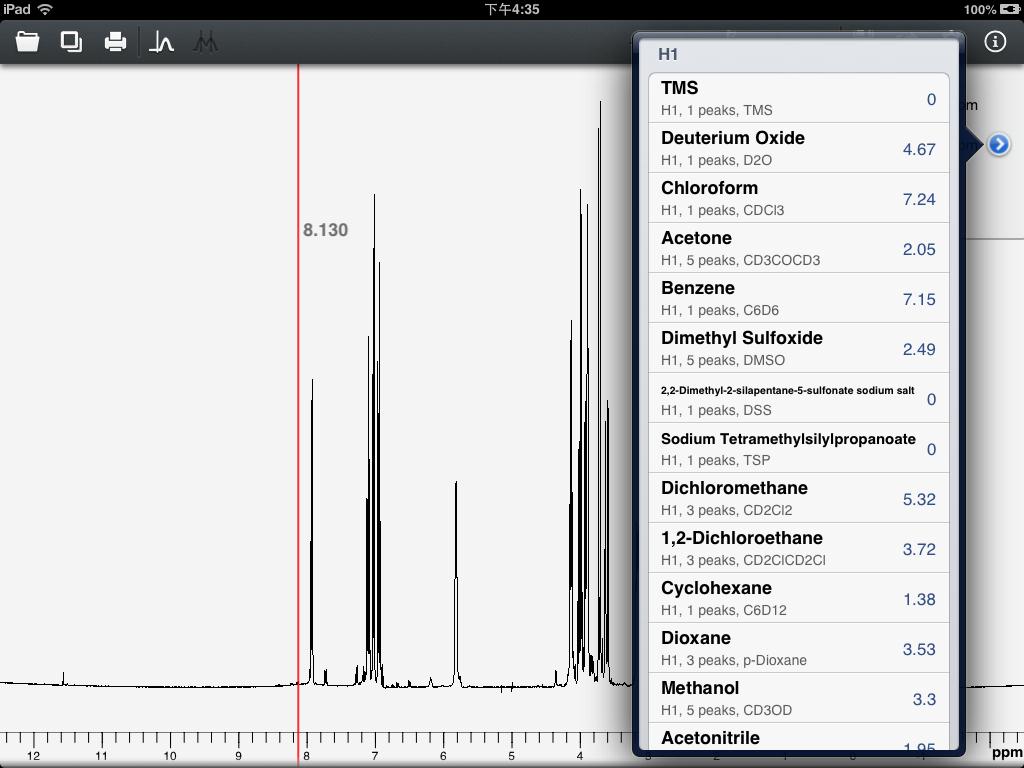 iPad 下午4:35 100%
H1
TMS
H1, 1 peaks, TMS
0
Deuterium Oxide
H1, 1 peaks, D2O
4.67
Chloroform
H1, 1 peaks, CDCl3
7.24
Acetone
H1, 5 peaks, CD3COCD3
2.05
Benzene
H1, 1 peaks, C6D6
7.15
Dimethyl Sulfoxide
H1, 5 peaks, DMSO
2.49
2,2-Dimethyl-2-silapentane-5-sulfonate sodium salt
H1, 1 peaks, DSS
0
Sodium Tetramethylsilylpropanoate
H1, 1 peaks, TSP
0
Dichloromethane
H1, 3 peaks, CD2Cl2
5.32
1,2-Dichloroethane
H1, 3 peaks, CD2ClCD2Cl
3.72
Cyclohexane
H1, 1 peaks, C6D12
1.38
Dioxane
H1, 3 peaks, p-Dioxane
3.53
Methanol
H1, 5 peaks, CD3OD
3.3
Acetonitrile
1.95
8.130
12 11 10 9 8 7 6 5 4 ppm